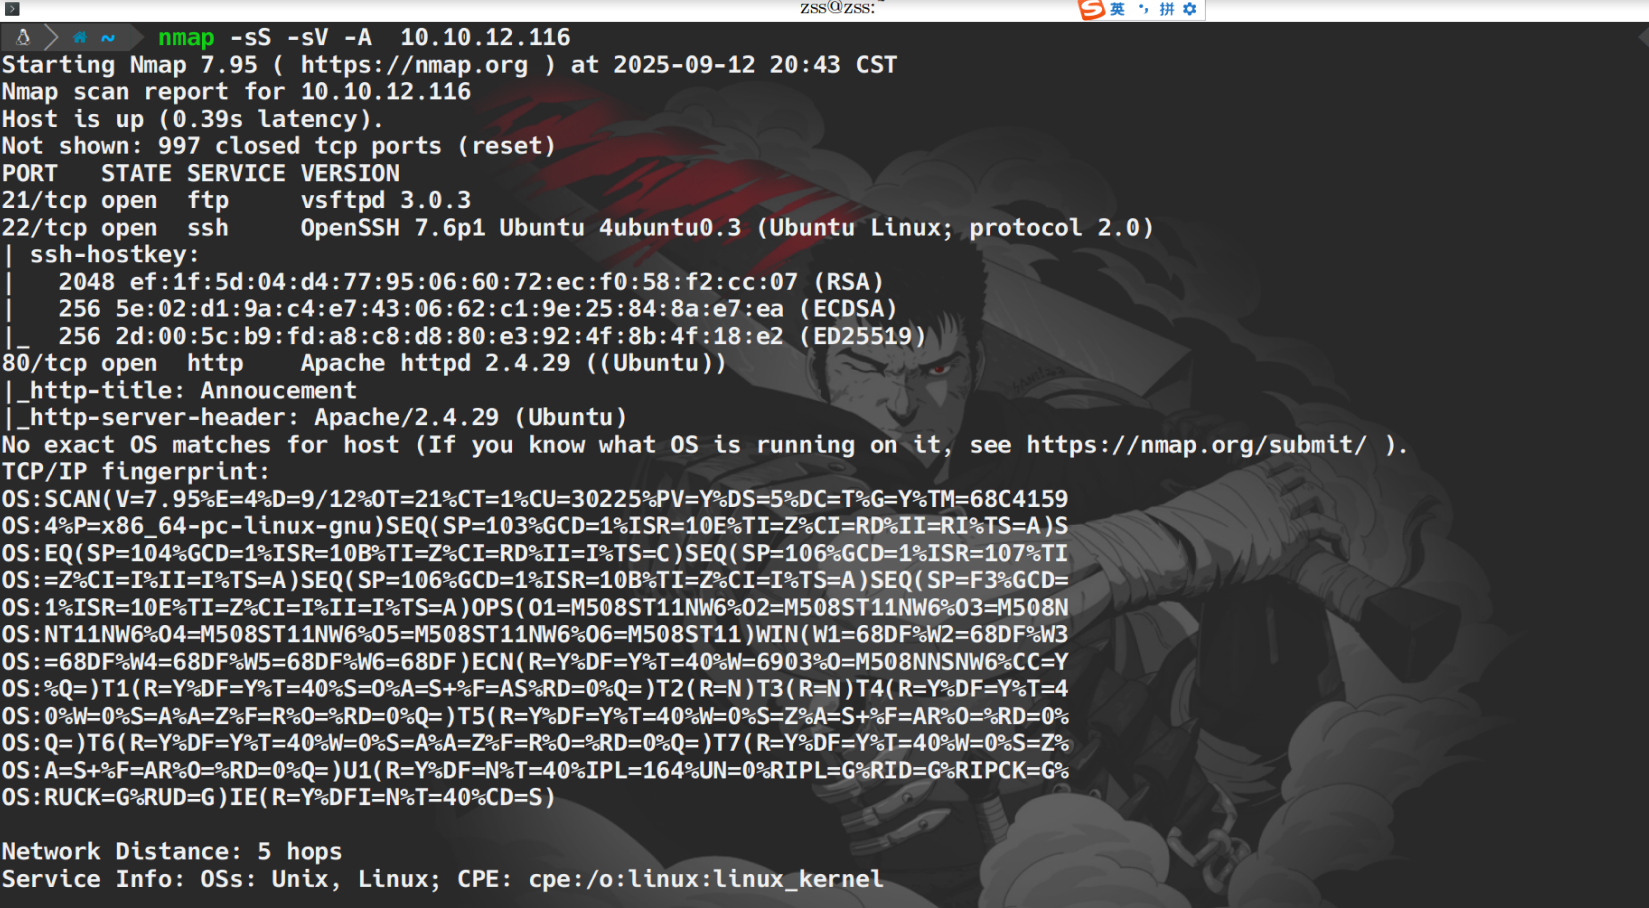 zss@zss:~
英 拼
~ nmap -sS -sV -A 10.10.12.116
Starting Nmap 7.95 ( https://nmap.org ) at 2025-09-12 20:43 CST
Nmap scan report for 10.10.12.116
Host is up (0.39s latency).
Not shown: 997 closed tcp ports (reset)
PORT   STATE SERVICE VERSION
21/tcp open  ftp     vsftpd 3.0.3
22/tcp open  ssh     OpenSSH 7.6p1 Ubuntu 4ubuntu0.3 (Ubuntu Linux; protocol 2.0)
| ssh-hostkey:
|   2048 ef:1f:5d:04:d4:77:95:06:60:72:ec:f0:58:f2:cc:07 (RSA)
|   256 5e:02:d1:9a:c4:e7:43:06:62:c1:9e:25:84:8a:e7:ea (ECDSA)
|_  256 2d:00:5c:b9:fd:a8:c8:d8:80:e3:92:4f:8b:4f:18:e2 (ED25519)
80/tcp open  http    Apache httpd 2.4.29 ((Ubuntu))
|_http-title: Annoucement
|_http-server-header: Apache/2.4.29 (Ubuntu)
No exact OS matches for host (If you know what OS is running on it, see https://nmap.org/submit/ ).
TCP/IP fingerprint:
OS:SCAN(V=7.95%E=4%D=9/12%OT=21%CT=1%CU=30225%PV=Y%DS=5%DC=T%G=Y%TM=68C4159
OS:4%P=x86_64-pc-linux-gnu)SEQ(SP=103%GCD=1%ISR=10E%TI=Z%CI=RD%II=RI%TS=A)S
OS:EQ(SP=104%GCD=1%ISR=10B%TI=Z%CI=RD%II=I%TS=C)SEQ(SP=106%GCD=1%ISR=107%TI
OS:=Z%CI=I%II=I%TS=A)SEQ(SP=106%GCD=1%ISR=10B%TI=Z%CI=I%TS=A)SEQ(SP=F3%GCD=
OS:1%ISR=10E%TI=Z%CI=I%II=I%TS=A)OPS(O1=M508ST11NW6%O2=M508ST11NW6%O3=M508N
OS:NT11NW6%O4=M508ST11NW6%O5=M508ST11NW6%O6=M508ST11)WIN(W1=68DF%W2=68DF%W3
OS:=68DF%W4=68DF%W5=68DF%W6=68DF)ECN(R=Y%DF=Y%T=40%W=6903%O=M508NNSNW6%CC=Y
OS:%Q=)T1(R=Y%DF=Y%T=40%S=O%A=S+%F=AS%RD=0%Q=)T2(R=N)T3(R=N)T4(R=Y%DF=Y%T=4
OS:0%W=0%S=A%A=Z%F=R%O=%RD=0%Q=)T5(R=Y%DF=Y%T=40%W=0%S=Z%A=S+%F=AR%O=%RD=0%
OS:Q=)T6(R=Y%DF=Y%T=40%W=0%S=A%A=Z%F=R%O=%RD=0%Q=)T7(R=Y%DF=Y%T=40%W=0%S=Z%
OS:A=S+%F=AR%O=%RD=0%Q=)U1(R=Y%DF=N%T=40%IPL=164%UN=0%RIPL=G%RID=G%RIPCK=G%
OS:RUCK=G%RUD=G)IE(R=Y%DFI=N%T=40%CD=S)
Network Distance: 5 hops
Service Info: OSs: Unix, Linux; CPE: cpe:/o:linux:linux_kernel